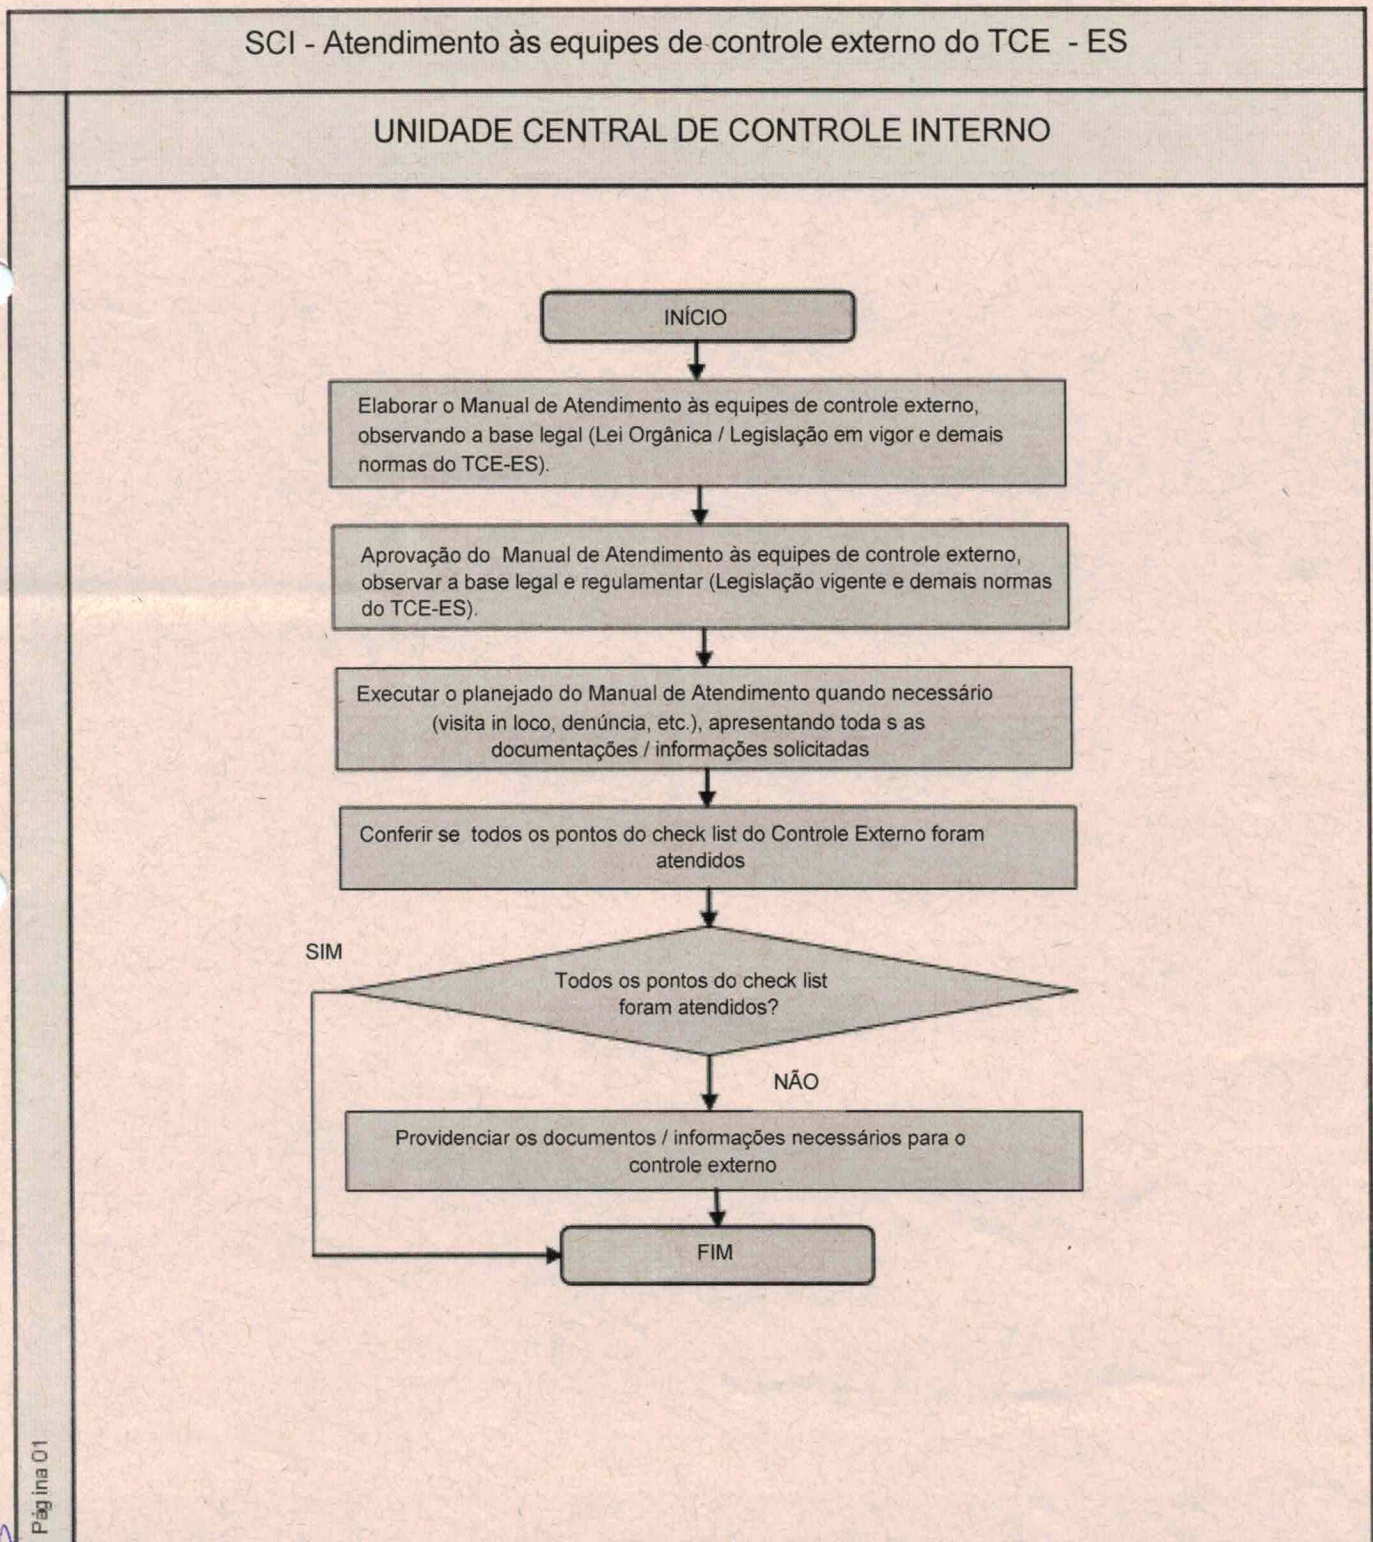 SCI - Atendimento às equipes de controle externo do TCE - ES
UNIDADE CENTRAL DE CONTROLE INTERNO
INÍCIO
Elaborar o Manual de Atendimento às equipes de controle externo,
observando a base legal (Lei Orgânica / Legislação em vigor e demais
normas do TCE-ES).
Aprovação do Manual de Atendimento às equipes de controle externo,
observar a base legal e regulamentar (Legislação vigente e demais normas
do TCE-ES).
Executar o planejado do Manual de Atendimento quando necessário
(visita in loco, denúncia, etc.), apresentando toda s as
documentações / informações solicitadas
Conferir se todos os pontos do check list do Controle Externo foram
atendidos
SIM
Todos os pontos do check list
foram atendidos?
NÃO
Providenciar os documentos / informações necessários para o
controle externo
FIM
Página 01